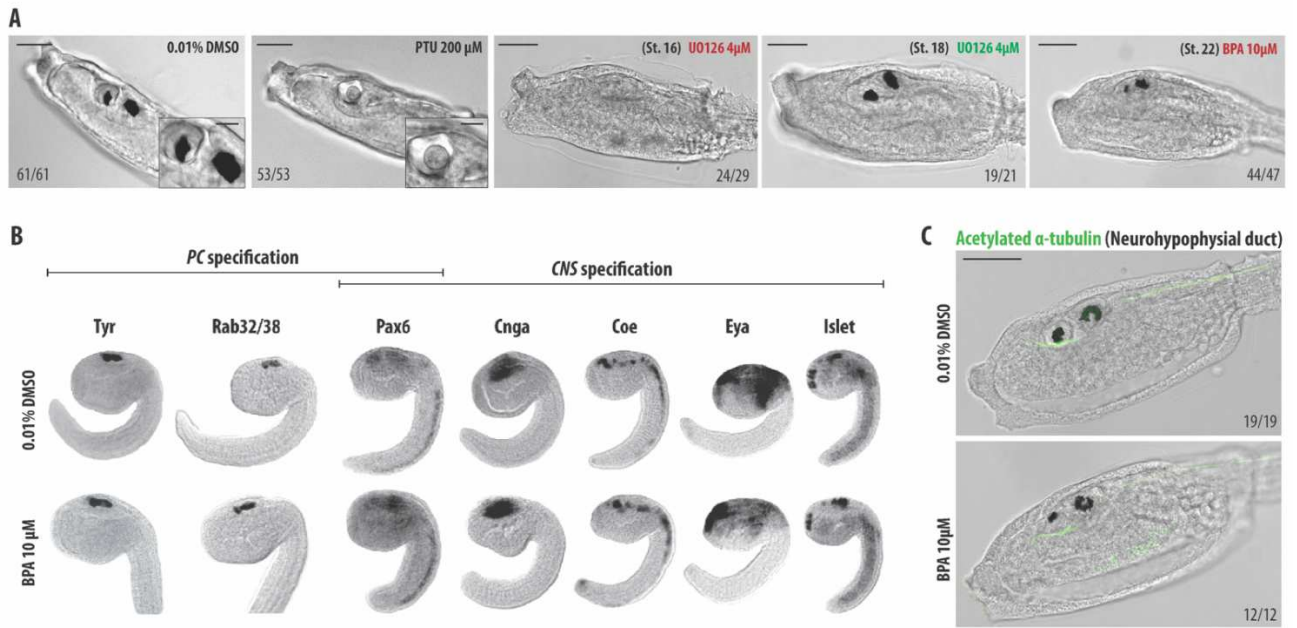 A
0.01% DMSO
61/61
PTU 200 µM
53/53
(St. 16) UO126 4µM
24/29
(St. 18) UO126 4µM
19/21
(St. 22) BPA 10µM
44/47
B
PC specification
CNS specification
Tyr
Rab32/38
Pax6
Cnga
Coe
Eya
Islet
0.01% DMSO
BPA 10 µM
C
Acetylated α-tubulin (Neurohypophysial duct)
0.01% DMSO
19/19
BPA 10µM
12/12